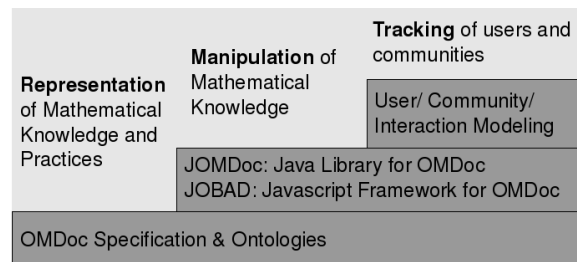 Representation
of Mathematical
Knowledge and
Practices
Manipulation of
Mathematical
Knowledge
Tracking of users and
communities
User/ Community/
Interaction Modeling
JOMDoc: Java Library for OMDoc
JOBAD: Javascript Framework for OMDoc
OMDoc Specification & Ontologies